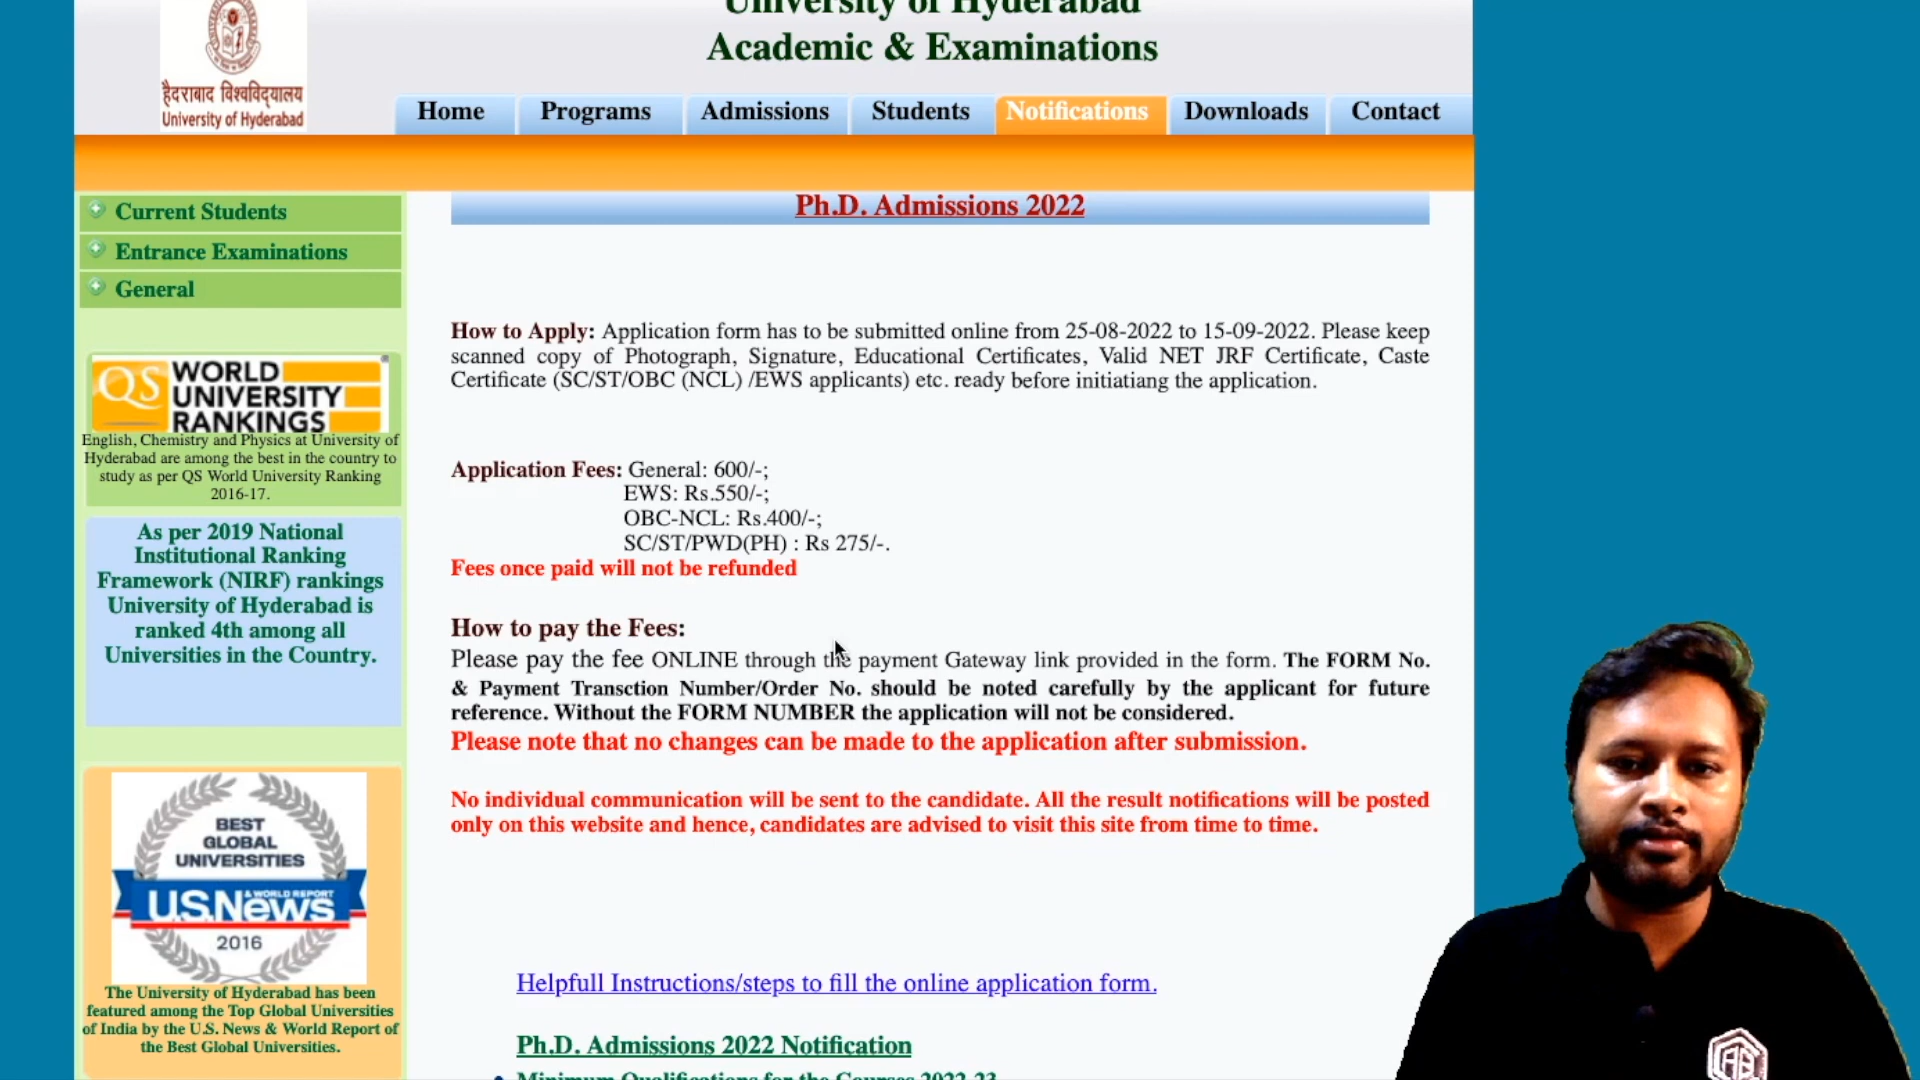 University of Hyderabad
Academic & Examinations
हैदराबाद विश्वविद्यालय
University of Hyderabad
Home
Programs
Admissions
Students
Notifications
Downloads
Contact
Current Students
Entrance Examinations
General
QS WORLD
UNIVERSITY
RANKINGS
English, Chemistry and Physics at University of
Hyderabad are among the best in the country to
study as per QS World University Ranking
2016-17.
As per 2019 National
Institutional Ranking
Framework (NIRF) rankings
University of Hyderabad is
ranked 4th among all
Universities in the Country.
BEST
GLOBAL
UNIVERSITIES
U.S.News
& WORLD REPORT
2016
The University of Hyderabad has been
featured among the Top Global Universities
of India by the U.S. News & World Report of
the Best Global Universities.
Ph.D. Admissions 2022
How to Apply: Application form has to be submitted online from 25-08-2022 to 15-09-2022. Please keep
scanned copy of Photograph, Signature, Educational Certificates, Valid NET JRF Certificate, Caste
Certificate (SC/ST/OBC (NCL) /EWS applicants) etc. ready before initiatiang the application.
Application Fees: General: 600/-;
EWS: Rs.550/-;
OBC-NCL: Rs.400/-;
SC/ST/PWD(PH) : Rs 275/-.
Fees once paid will not be refunded
How to pay the Fees:
Please pay the fee ONLINE through the payment Gateway link provided in the form. The FORM No.
& Payment Transction Number/Order No. should be noted carefully by the applicant for future
reference. Without the FORM NUMBER the application will not be considered.
Please note that no changes can be made to the application after submission.
No individual communication will be sent to the candidate. All the result notifications will be posted
only on this website and hence, candidates are advised to visit this site from time to time.
Helpfull Instructions/steps to fill the online application form.
Ph.D. Admissions 2022 Notification
Minimum Qualifications for the Courses 2022-23